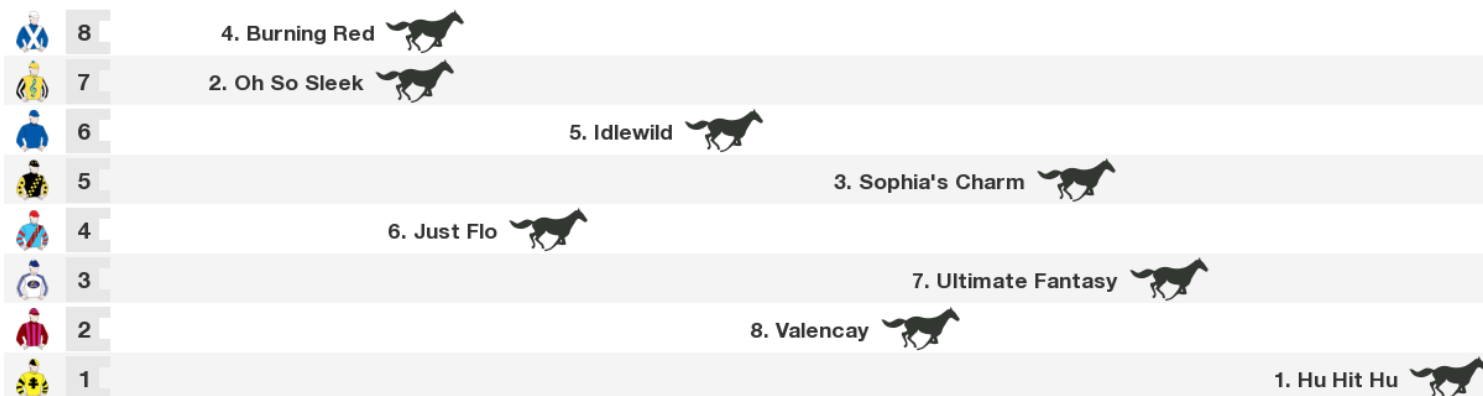 8 4. Burning Red
7 2. Oh So Sleek
6 5. Idlewild
5 3. Sophia's Charm
4 6. Just Flo
3 7. Ultimate Fantasy
2 8. Valencay
1 1. Hu Hit Hu